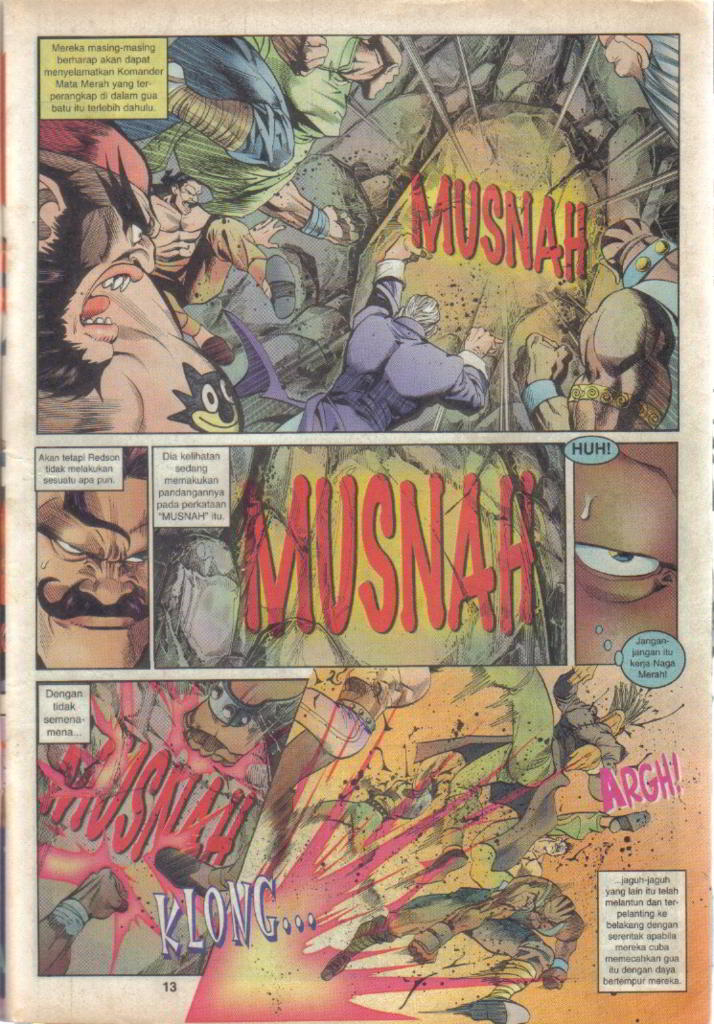 Mereka masing-masing
berharap akan dapat
menyelamatkan Komander
Mata Merah yang ter-
perangkap di dalam gua
batu itu terlebih dahulu.
MUSNAH
Akan tetapi Redson
tidak melakukan
sesuatu apa pun.
Dia kelihatan
sedang
memakukan
pandangannya
pada perkataan
"MUSNAH" itu.
MUSNAH
HUH!
Jangan-
jangan itu
kerja Naga
Merah!
Dengan
tidak
semena-
mena...
MUSNAH
KLONG...
ARGH!
...jaguh-jaguh
yang lain itu telah
melantun dan ter-
pelanting ke
belakang dengan
serentak apabila
mereka cuba
memecahkan gua
itu dengan daya
bertempur mereka.
13